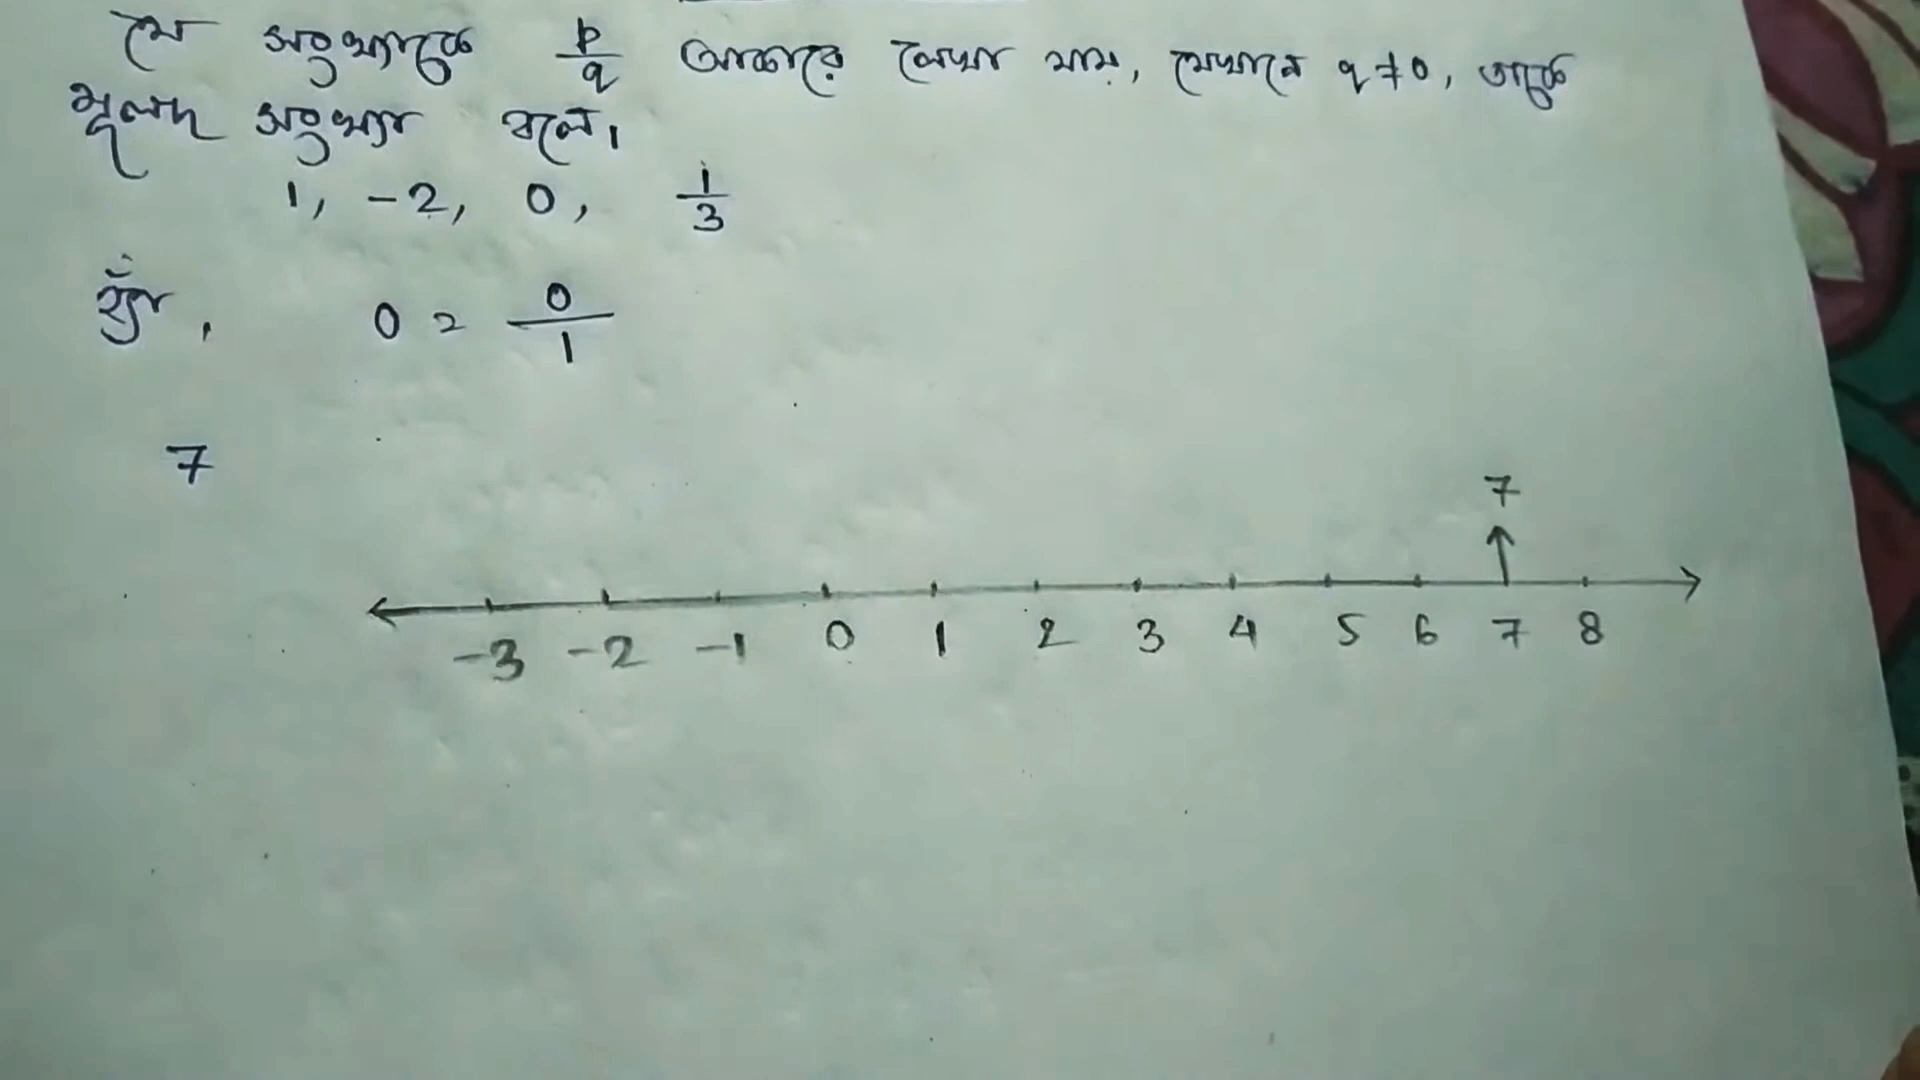 যে সংখ্যাকে p/q আকারে লেখা যায়, যেখানে q≠0, তাকে
মূলদ সংখ্যা বলে।
1, -2, 0, 1/3
হ্যাঁ, 0 = 0/1
7
7
-3 -2 -1 0 1 2 3 4 5 6 7 8